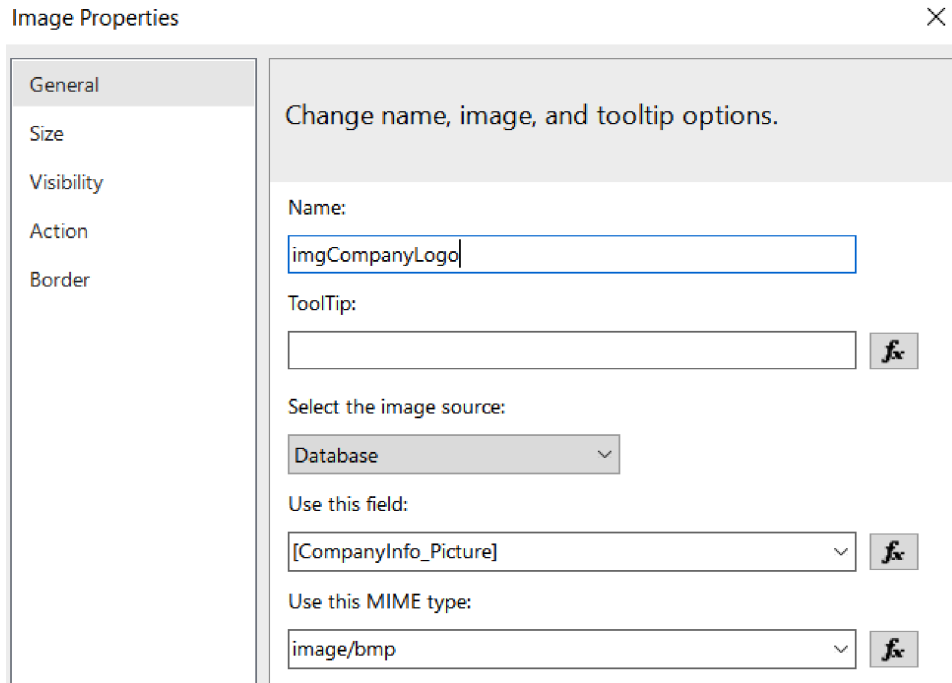 Image Properties
General
Size
Visibility
Action
Border
Change name, image, and tooltip options.
Name:
imgCompanyLogo
ToolTip:
fx
Select the image source:
Database
Use this field:
[CompanyInfo_Picture]
fx
Use this MIME type:
image/bmp
fx